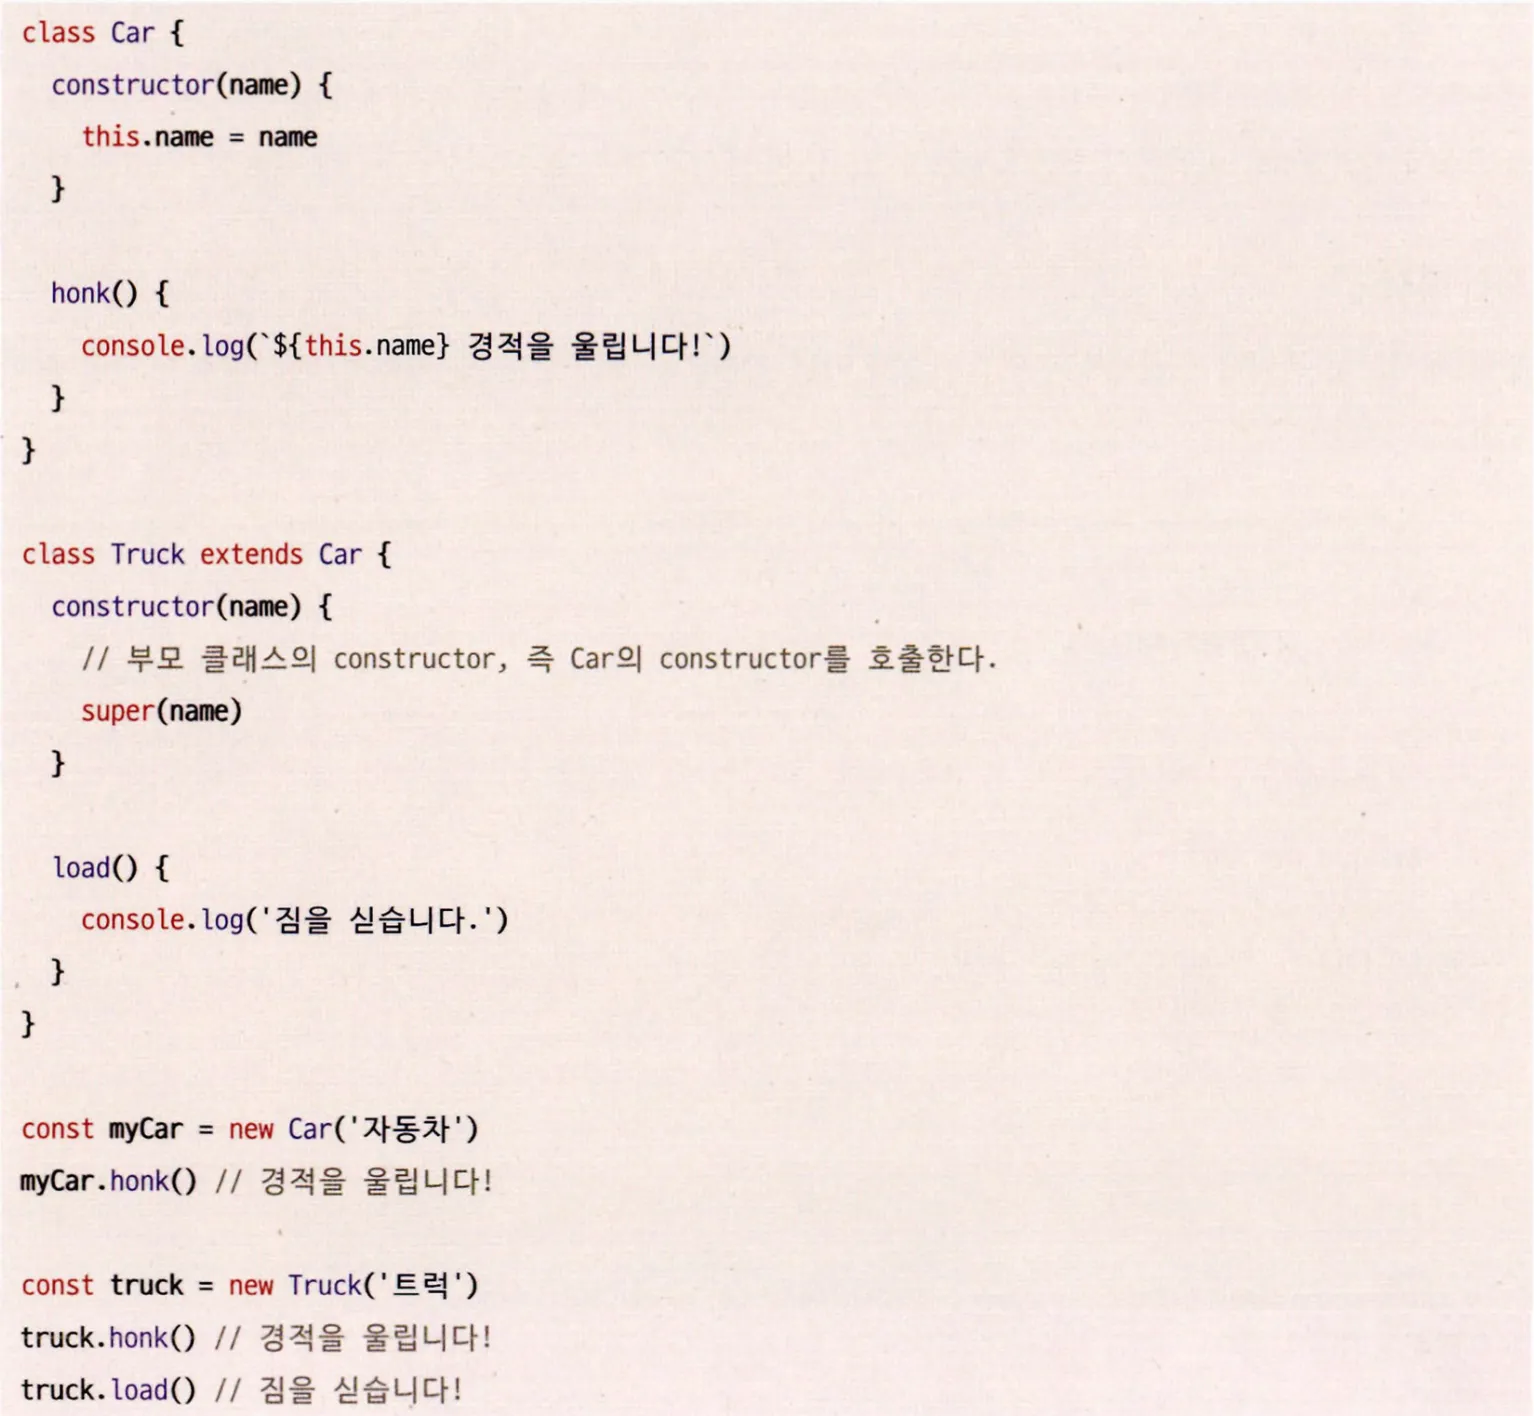 class Car {
  constructor(name) {
    this.name = name
  }

  honk() {
    console.log(`${this.name} 경적을 울립니다!`)
  }
}

class Truck extends Car {
  constructor(name) {
    // 부모 클래스의 constructor, 즉 Car의 constructor를 호출한다.
    super(name)
  }

  load() {
    console.log('짐을 싣습니다.')
  }
}

const myCar = new Car('자동차')
myCar.honk() // 경적을 울립니다!

const truck = new Truck('트럭')
truck.honk() // 경적을 울립니다!
truck.load() // 짐을 싣습니다!